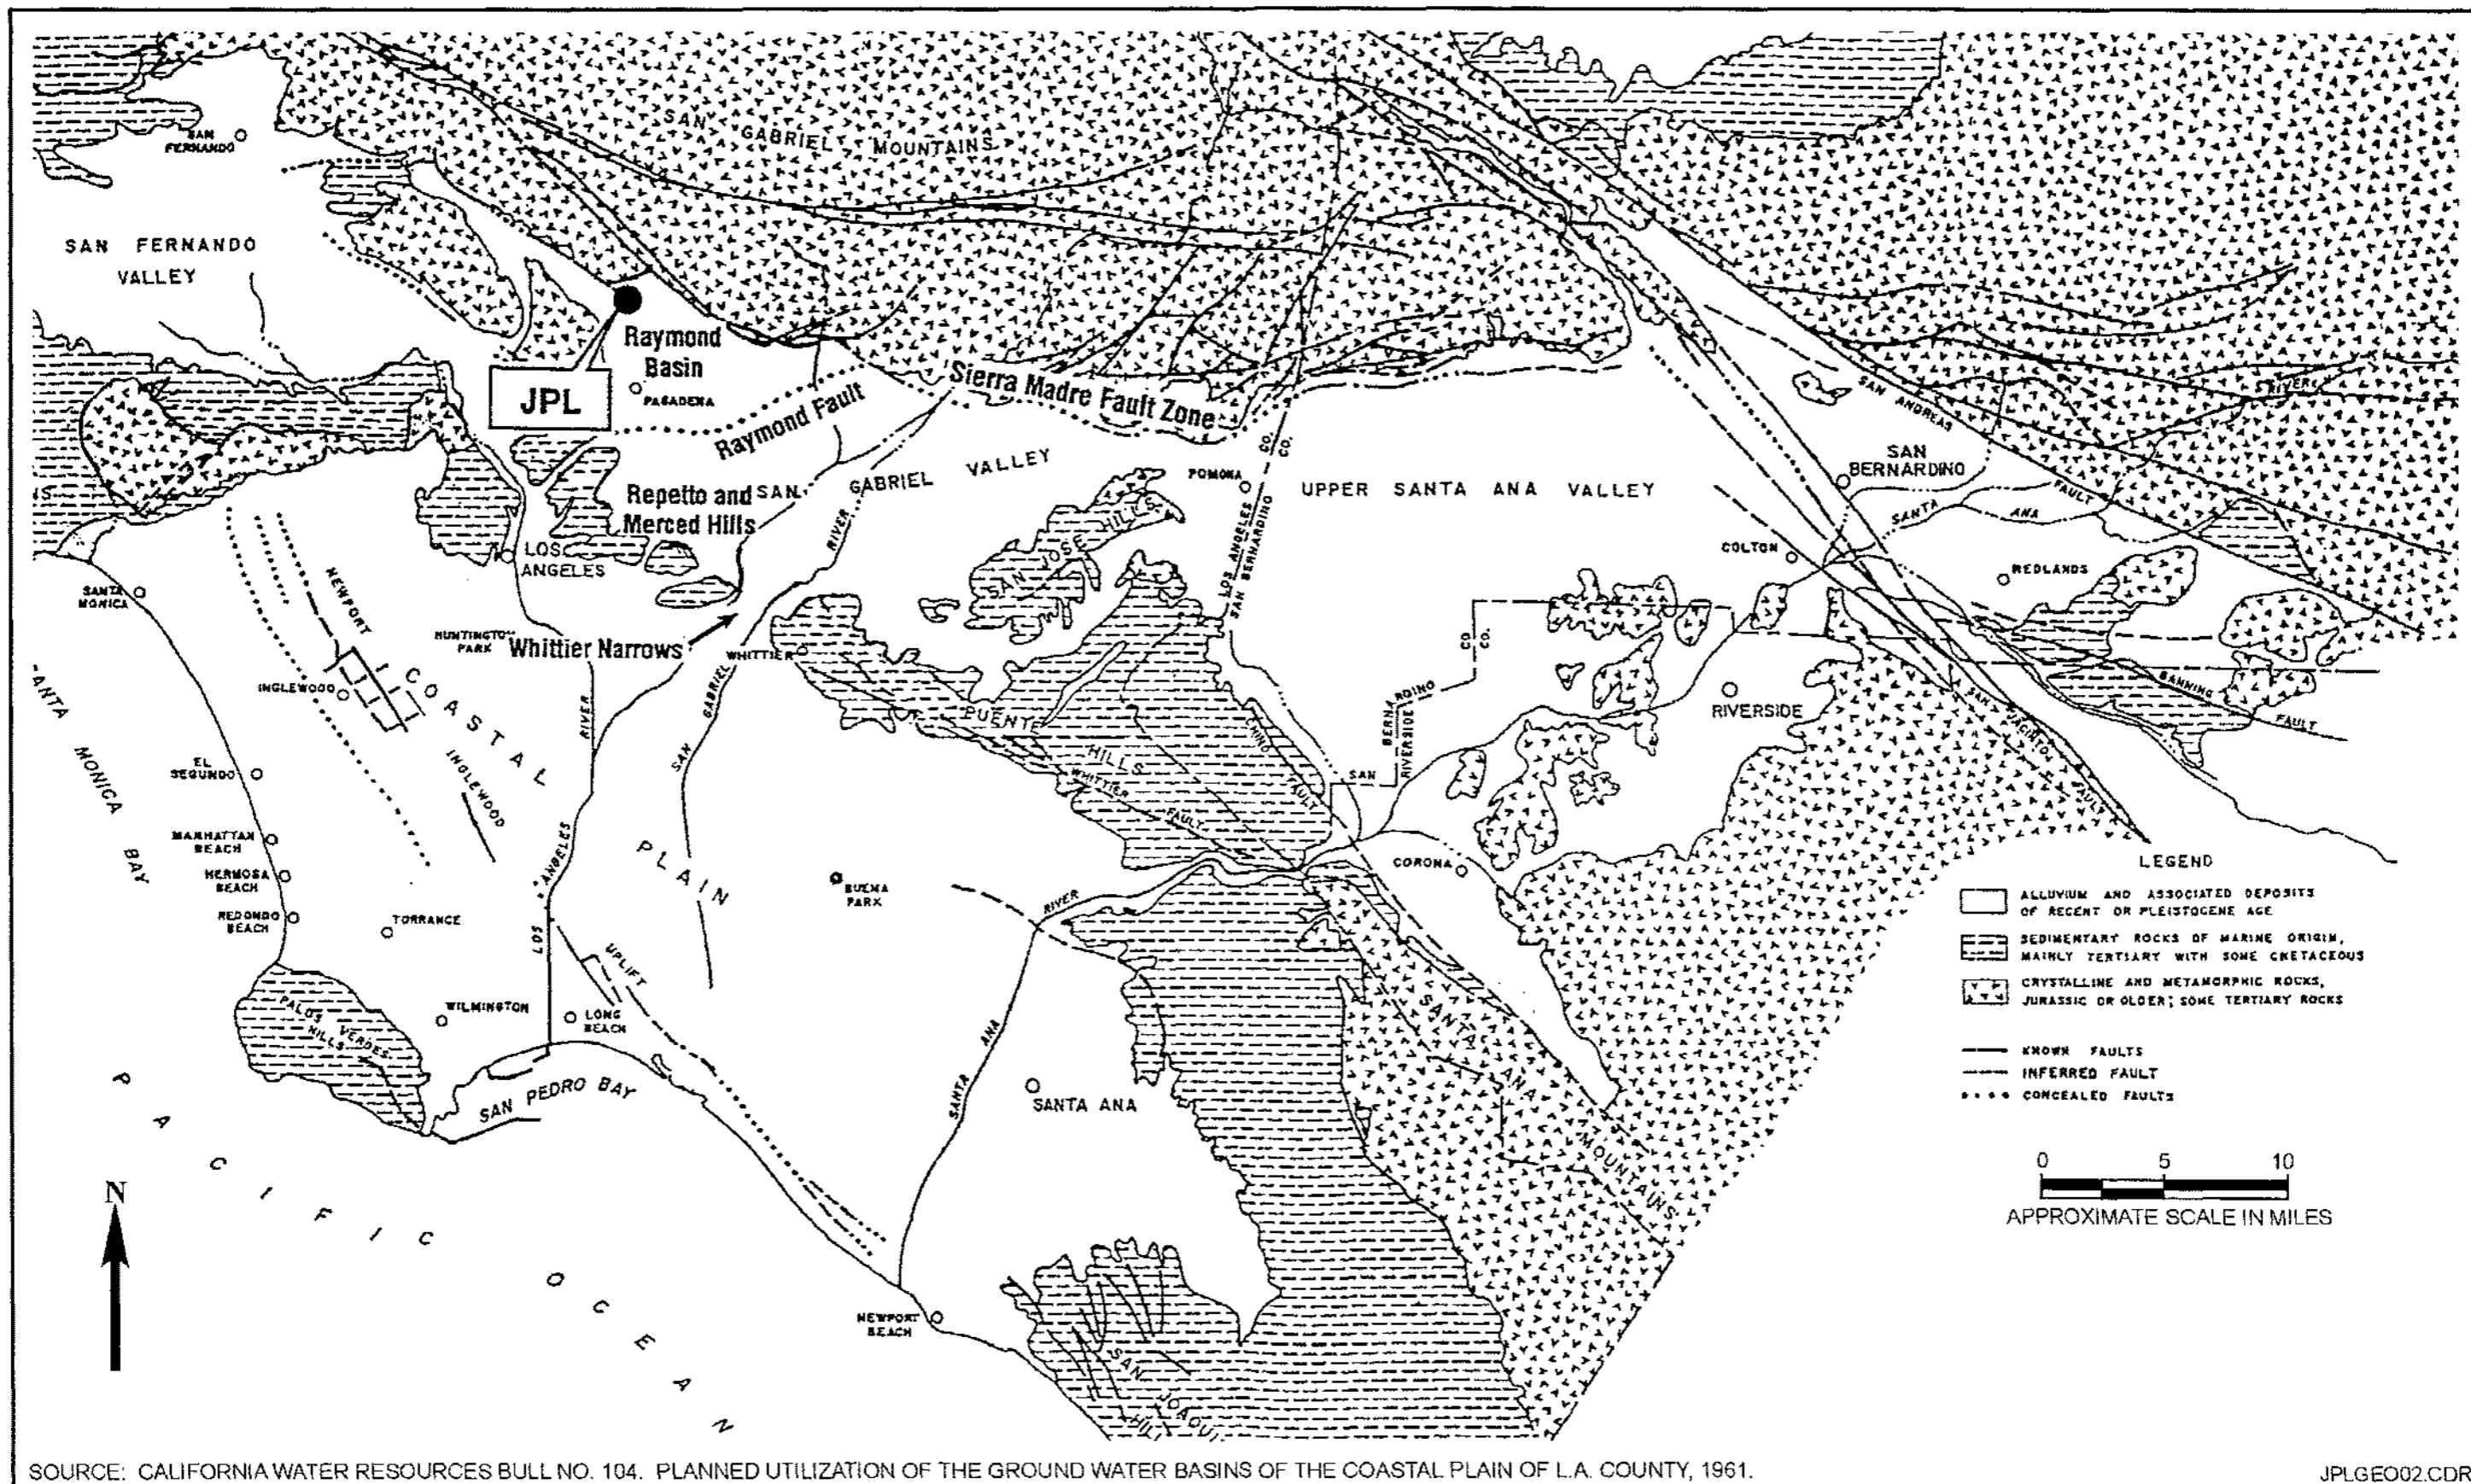 SAN GABRIEL MOUNTAINS
SAN
FERNANDO
SAN FERNANDO
VALLEY
Raymond
Basin
JPL
PASADENA
Raymond Fault
Sierra Madre Fault Zone
SAN ANDREAS
FAULT
RIVER
SAN
BERNARDINO
SAN GABRIEL VALLEY
RIVER
POMONA
LOS ANGELES CO.
SAN BERNARDINO CO.
UPPER SANTA ANA VALLEY
SANTA ANA
Repetto and
Merced Hills
SAN JOSE HILLS
LOS
ANGELES
COLTON
REDLANDS
SANTA
MONICA
NEWPORT
HUNTINGTON
PARK
Whittier Narrows
WHITTIER
INGLEWOOD
COASTAL
PLAIN
RIVER
SAN GABRIEL
PUENTE
HILLS
CHINO
FAULT
WHITTIER
FAULT
SAN BERNARDINO CO.
RIVERSIDE CO.
RIVERSIDE
BANNING
FAULT
SAN JACINTO FAULT
ANTA MONICA BAY
EL
SEGUNDO
INGLEWOOD
MANHATTAN
BEACH
HERMOSA
BEACH
REDONDO
BEACH
TORRANCE
LOS ANGELES
BUENA
PARK
CORONA
RIVER
UPLIFT
WILMINGTON
LONG
BEACH
PALOS VERDES
HILLS
SAN PEDRO BAY
SANTA ANA
SANTA ANA
SANTA ANA MOUNTAINS
PACIFIC OCEAN
NEWPORT
BEACH
SAN JOAQUI
N
LEGEND
ALLUVIUM AND ASSOCIATED DEPOSITS
OF RECENT OR PLEISTOCENE AGE
SEDIMENTARY ROCKS OF MARINE ORIGIN,
MAINLY TERTIARY WITH SOME CRETACEOUS
CRYSTALLINE AND METAMORPHIC ROCKS,
JURASSIC OR OLDER; SOME TERTIARY ROCKS
KNOWN FAULTS
INFERRED FAULT
CONCEALED FAULTS
0 5 10
APPROXIMATE SCALE IN MILES
SOURCE: CALIFORNIA WATER RESOURCES BULL NO. 104. PLANNED UTILIZATION OF THE GROUND WATER BASINS OF THE COASTAL PLAIN OF L.A. COUNTY, 1961.
JPLGEO02.CDR